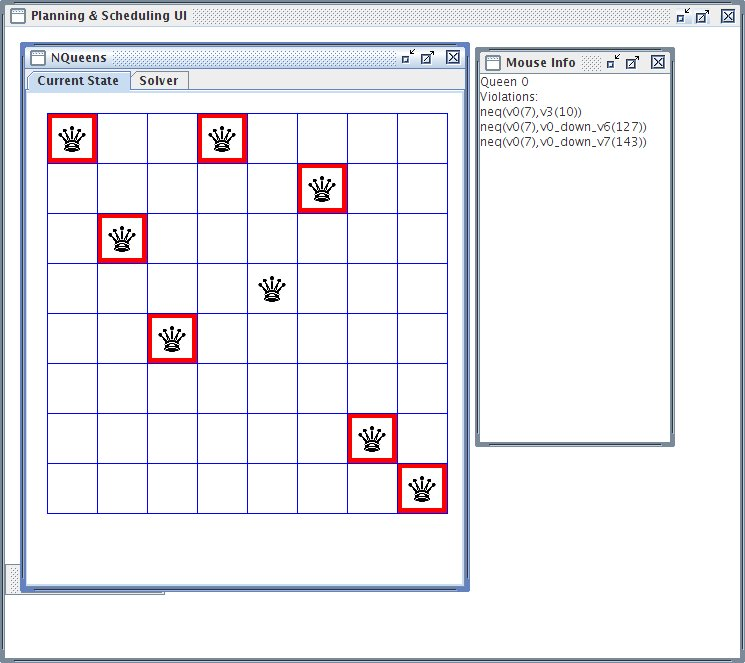 Planning & Scheduling UI
NQueens
Current State
Solver
Mouse Info
Queen 0
Violations:
neq(v0(7),v3(10))
neq(v0(7),v0_down_v6(127))
neq(v0(7),v0_down_v7(143))